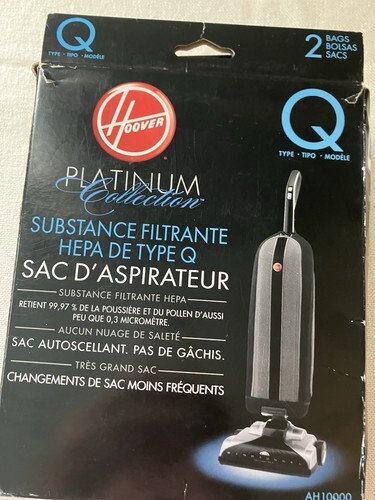 Q
TYPE • TIPO • MODÈLE
2 BAGS
BOLSAS
SACS
HOOVER
Q
TYPE • TIPO • MODÈLE
PLATINUM
Collection™
SUBSTANCE FILTRANTE
HEPA DE TYPE Q
SAC D'ASPIRATEUR
SUBSTANCE FILTRANTE HEPA
RETIENT 99,97 % DE LA POUSSIÈRE ET DU POLLEN D'AUSSI
PEU QUE 0,3 MICROMÈTRE.
AUCUN NUAGE DE SALETÉ
SAC AUTOSCELLANT. PAS DE GÂCHIS.
TRÈS GRAND SAC
CHANGEMENTS DE SAC MOINS FRÉQUENTS
AH10000